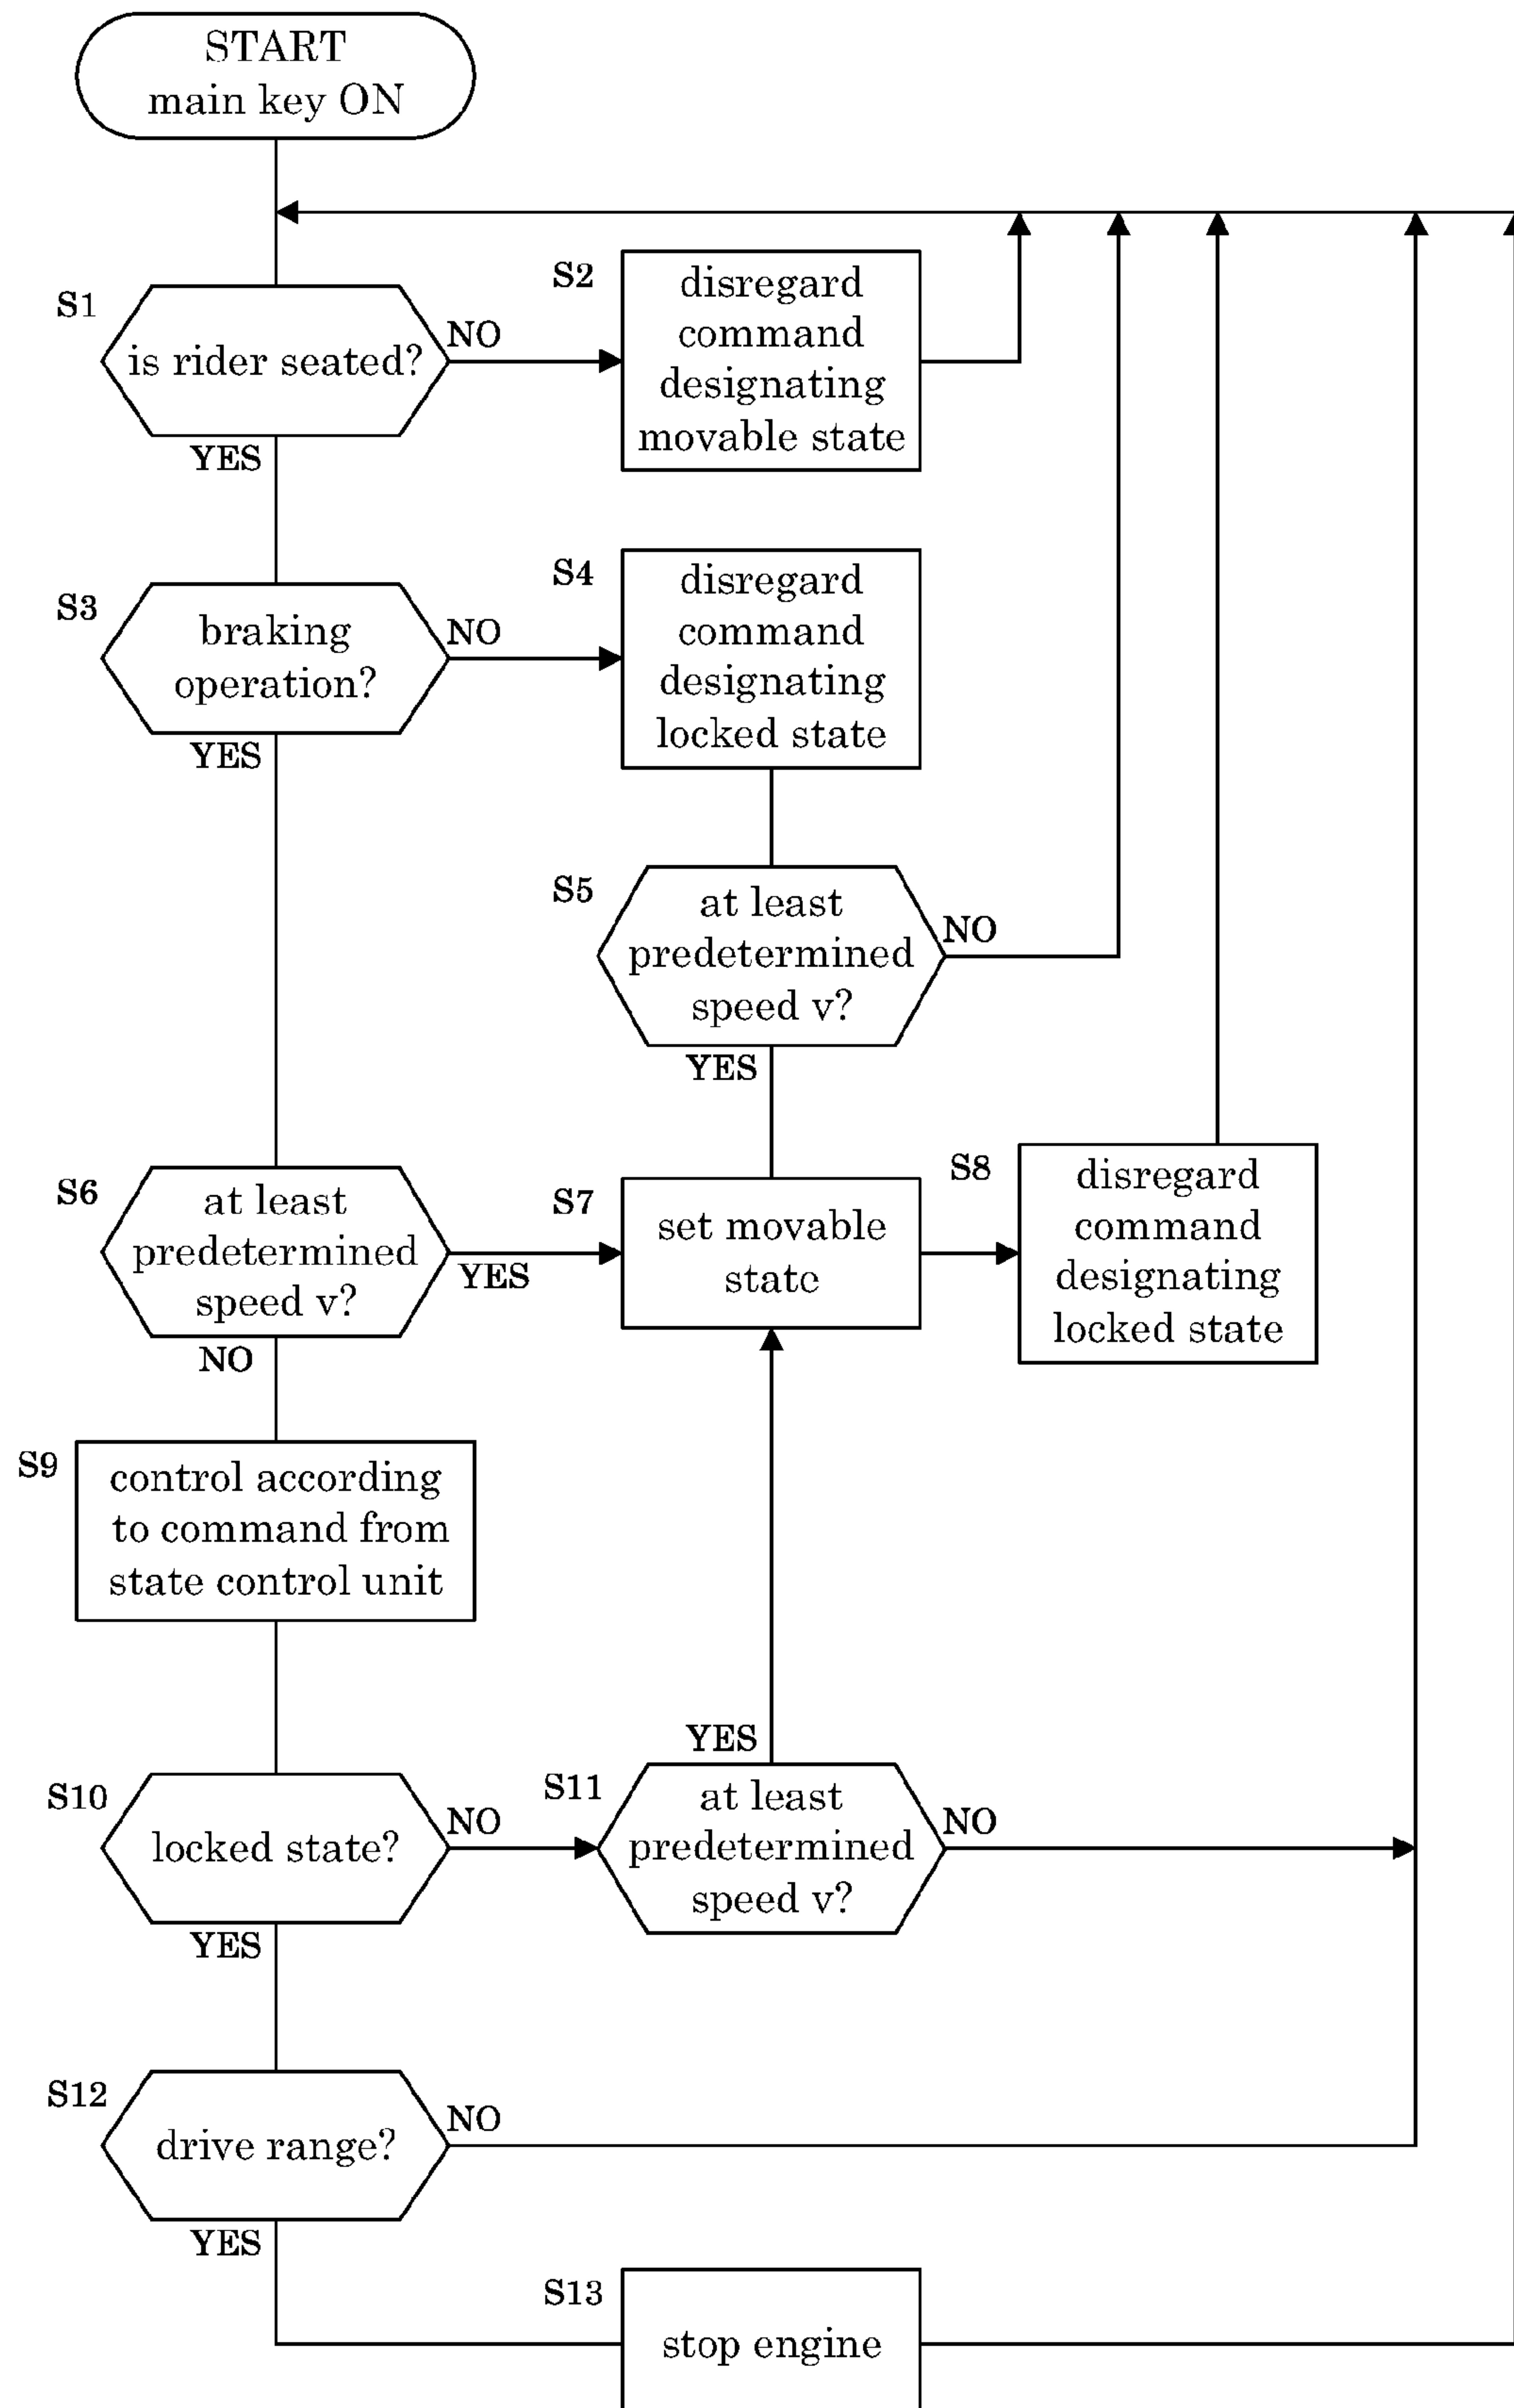 START
main key ON
S1
is rider seated?
NO
YES
S2
disregard
command
designating
movable state
S3
braking
operation?
NO
YES
S4
disregard
command
designating
locked state
S5
at least
predetermined
speed v?
NO
YES
S6
at least
predetermined
speed v?
YES
NO
S7
set movable
state
S8
disregard
command
designating
locked state
S9
control according
to command from
state control unit
S10
locked state?
NO
YES
S11
YES
at least
predetermined
speed v?
NO
S12
drive range?
NO
YES
S13
stop engine